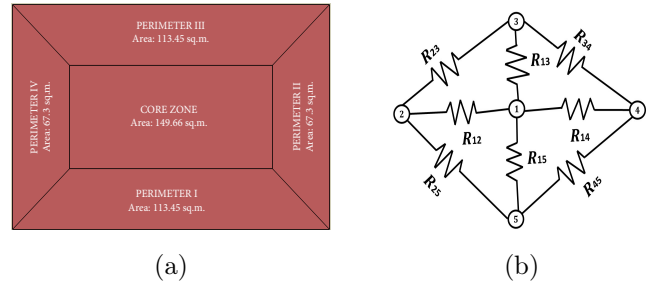 PERIMETER III
Area: 113.45 sq.m.
PERIMETER IV
Area: 67.3 sq.m.
CORE ZONE
Area: 149.66 sq.m.
PERIMETER II
Area: 67.3 sq.m.
PERIMETER I
Area: 113.45 sq.m.
(a)
3
R23
R13
R34
2
1
4
R12
R14
R15
R25
R45
5
(b)